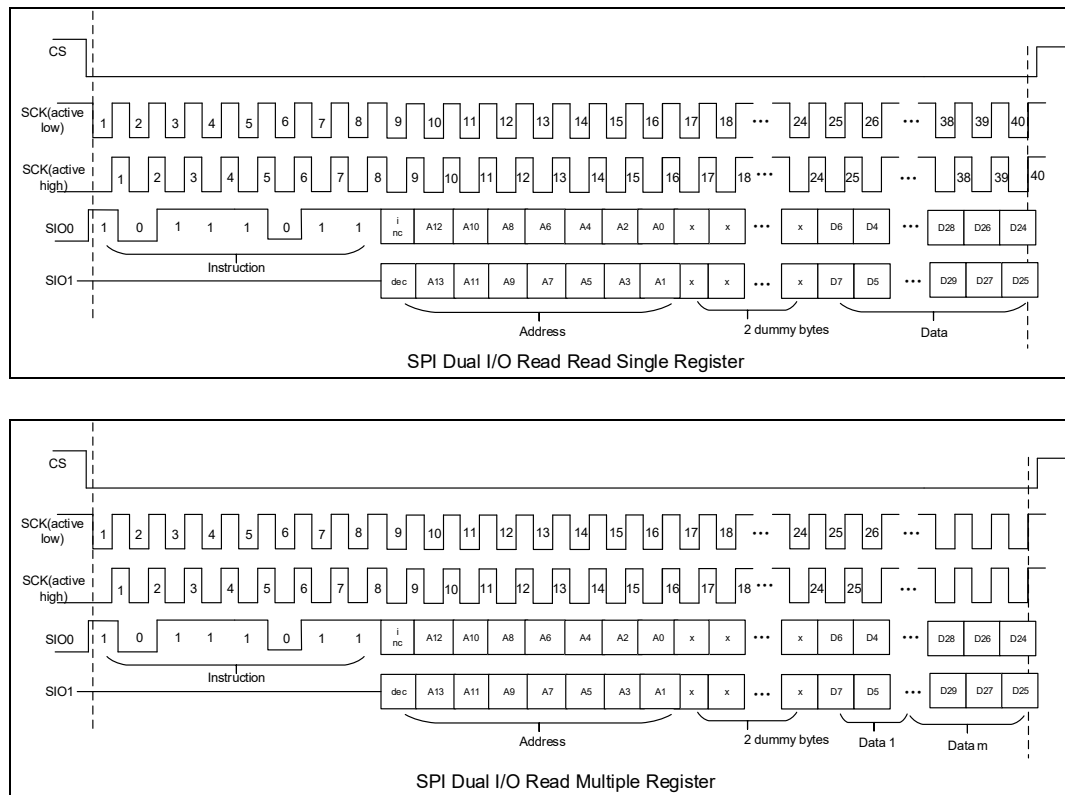 CS
SCK(active low) 1 2 3 4 5 6 7 8 9 10 11 12 13 14 15 16 17 18 ••• 24 25 26 ••• 38 39 40
SCK(active high) 1 2 3 4 5 6 7 8 9 10 11 12 13 14 15 16 17 18 ••• 24 25 ••• 38 39 40
SIO0 1 0 1 1 1 0 1 1 i nc A12 A10 A8 A6 A4 A2 A0 x x ••• x D6 D4 ••• D28 D26 D24
Instruction
SIO1 dec A13 A11 A9 A7 A5 A3 A1 x x ••• x D7 D5 ••• D29 D27 D25
Address 2 dummy bytes Data
SPI Dual I/O Read Read Single Register
CS
SCK(active low) 1 2 3 4 5 6 7 8 9 10 11 12 13 14 15 16 17 18 ••• 24 25 26 •••
SCK(active high) 1 2 3 4 5 6 7 8 9 10 11 12 13 14 15 16 17 18 ••• 24 25 •••
SIO0 1 0 1 1 1 0 1 1 i nc A12 A10 A8 A6 A4 A2 A0 x x ••• x D6 D4 ••• D28 D26 D24
Instruction
SIO1 dec A13 A11 A9 A7 A5 A3 A1 x x ••• x D7 D5 ••• D29 D27 D25
Address 2 dummy bytes Data 1 Data m
SPI Dual I/O Read Multiple Register